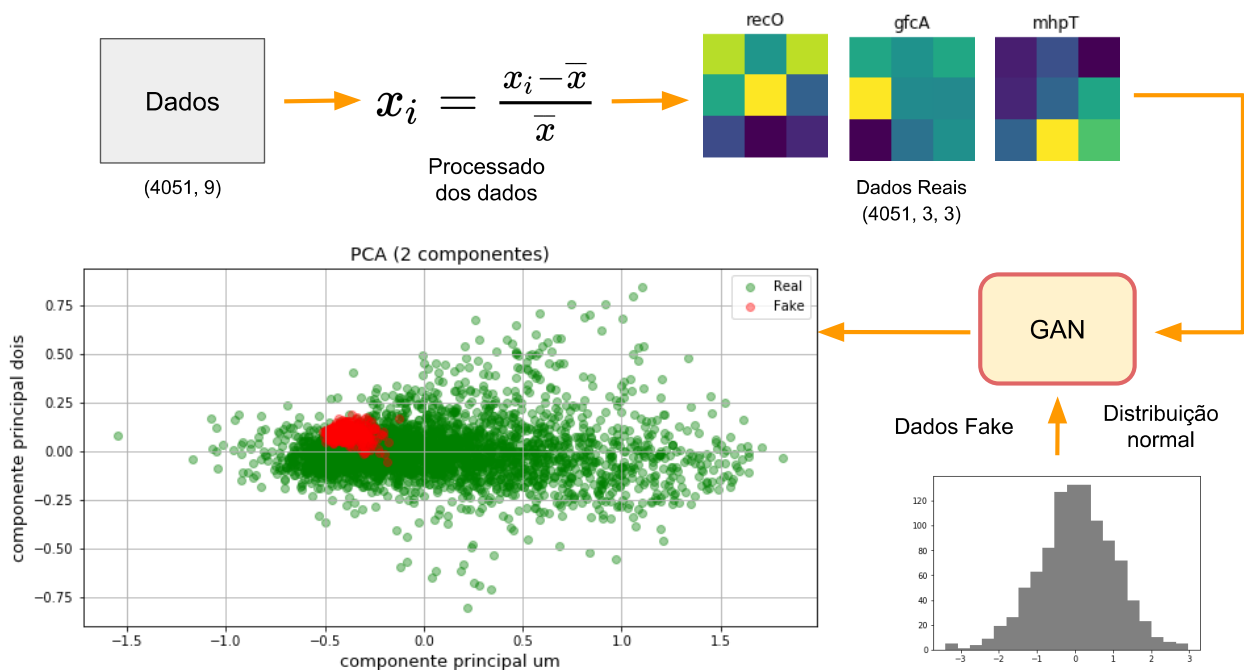 recO
gfcA
mhpT
Dados
x_i = (x_i − x̅) / x̅
(4051, 9)
Processado
dos dados
Dados Reais
(4051, 3, 3)
PCA (2 componentes)
Real
Fake
0.75
0.50
0.25
0.00
−0.25
−0.50
−0.75
componente principal dois
−1.5
−1.0
−0.5
0.0
0.5
1.0
1.5
componente principal um
GAN
Dados Fake
Distribuição
normal
120
100
80
60
40
20
0
−3
−2
−1
0
1
2
3